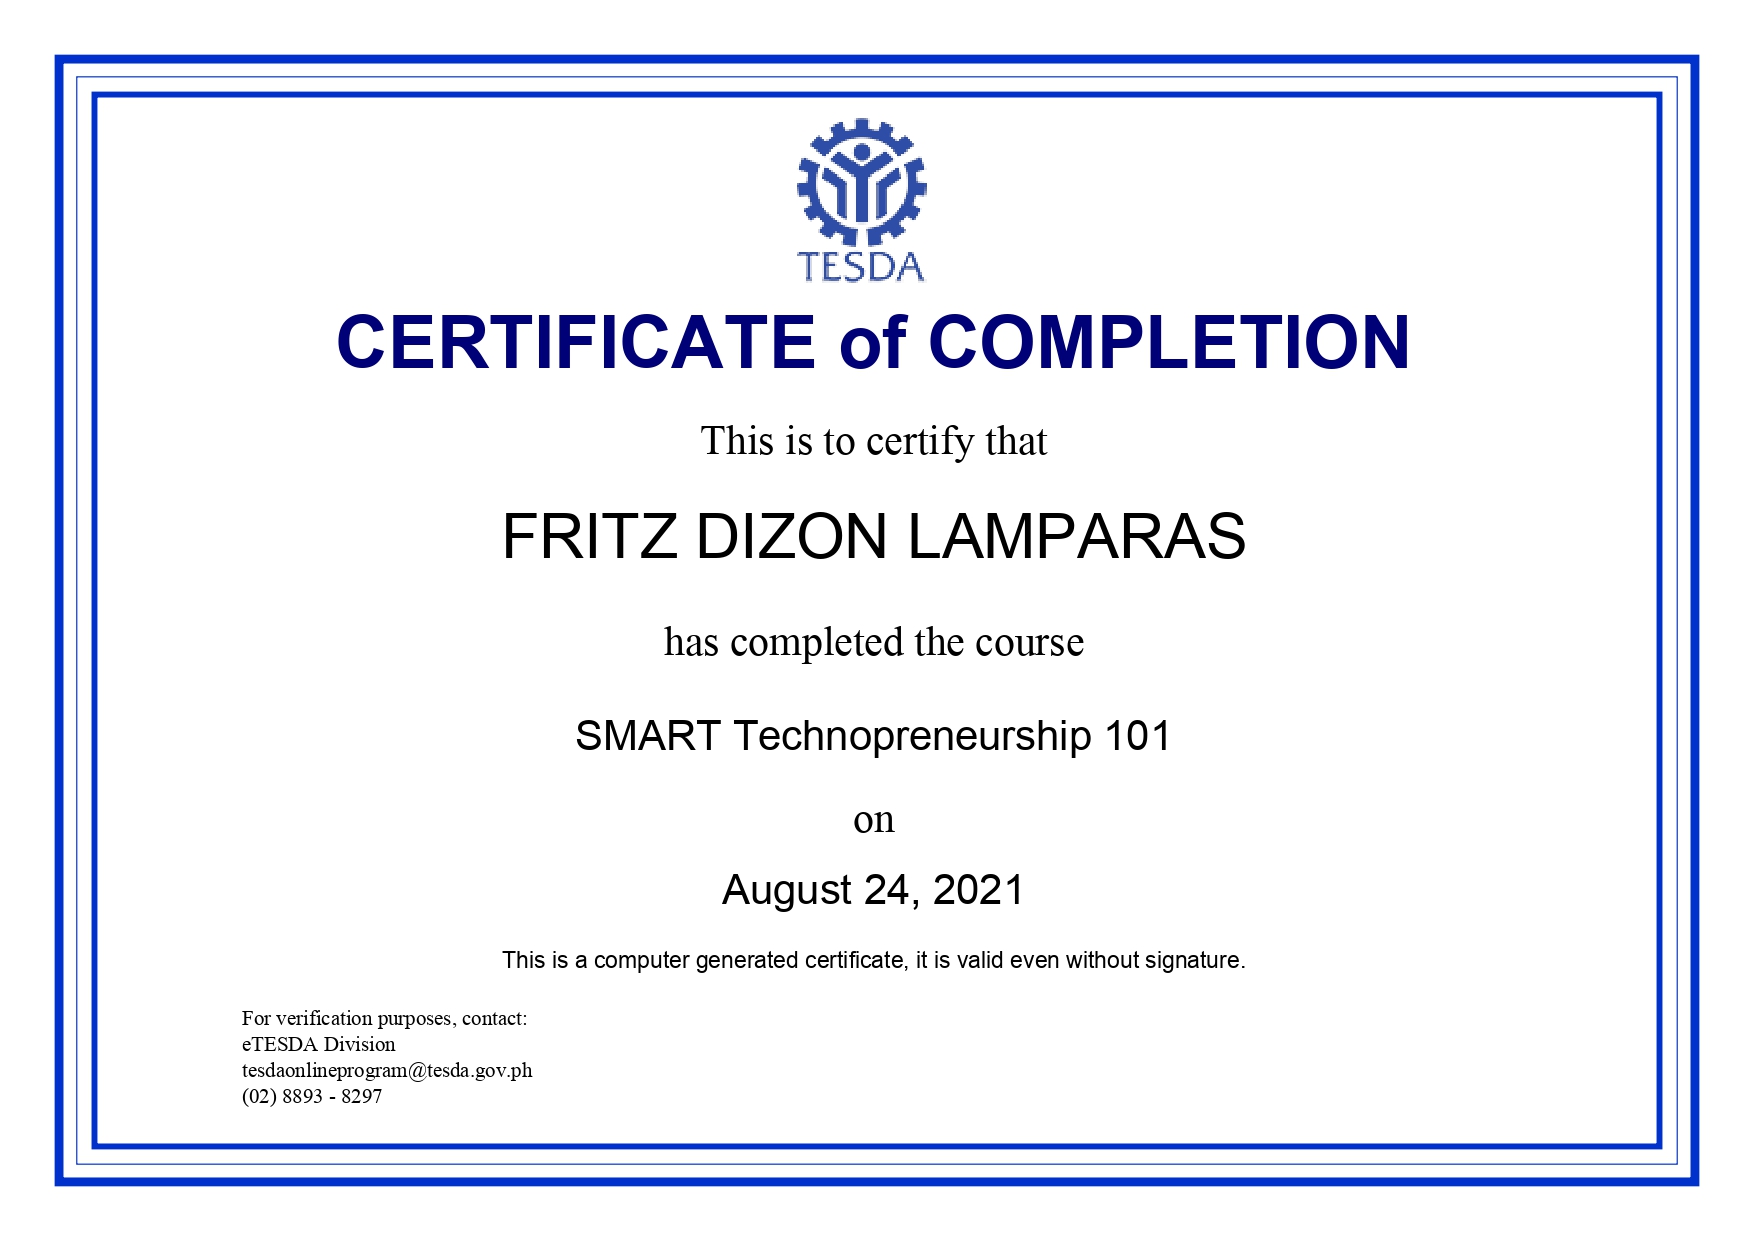 TESDA
CERTIFICATE of COMPLETION
This is to certify that
FRITZ DIZON LAMPARAS
has completed the course
SMART Technopreneurship 101
on
August 24, 2021
This is a computer generated certificate, it is valid even without signature.
For verification purposes, contact:
eTESDA Division
tesdaonlineprogram@tesda.gov.ph
(02) 8893 - 8297